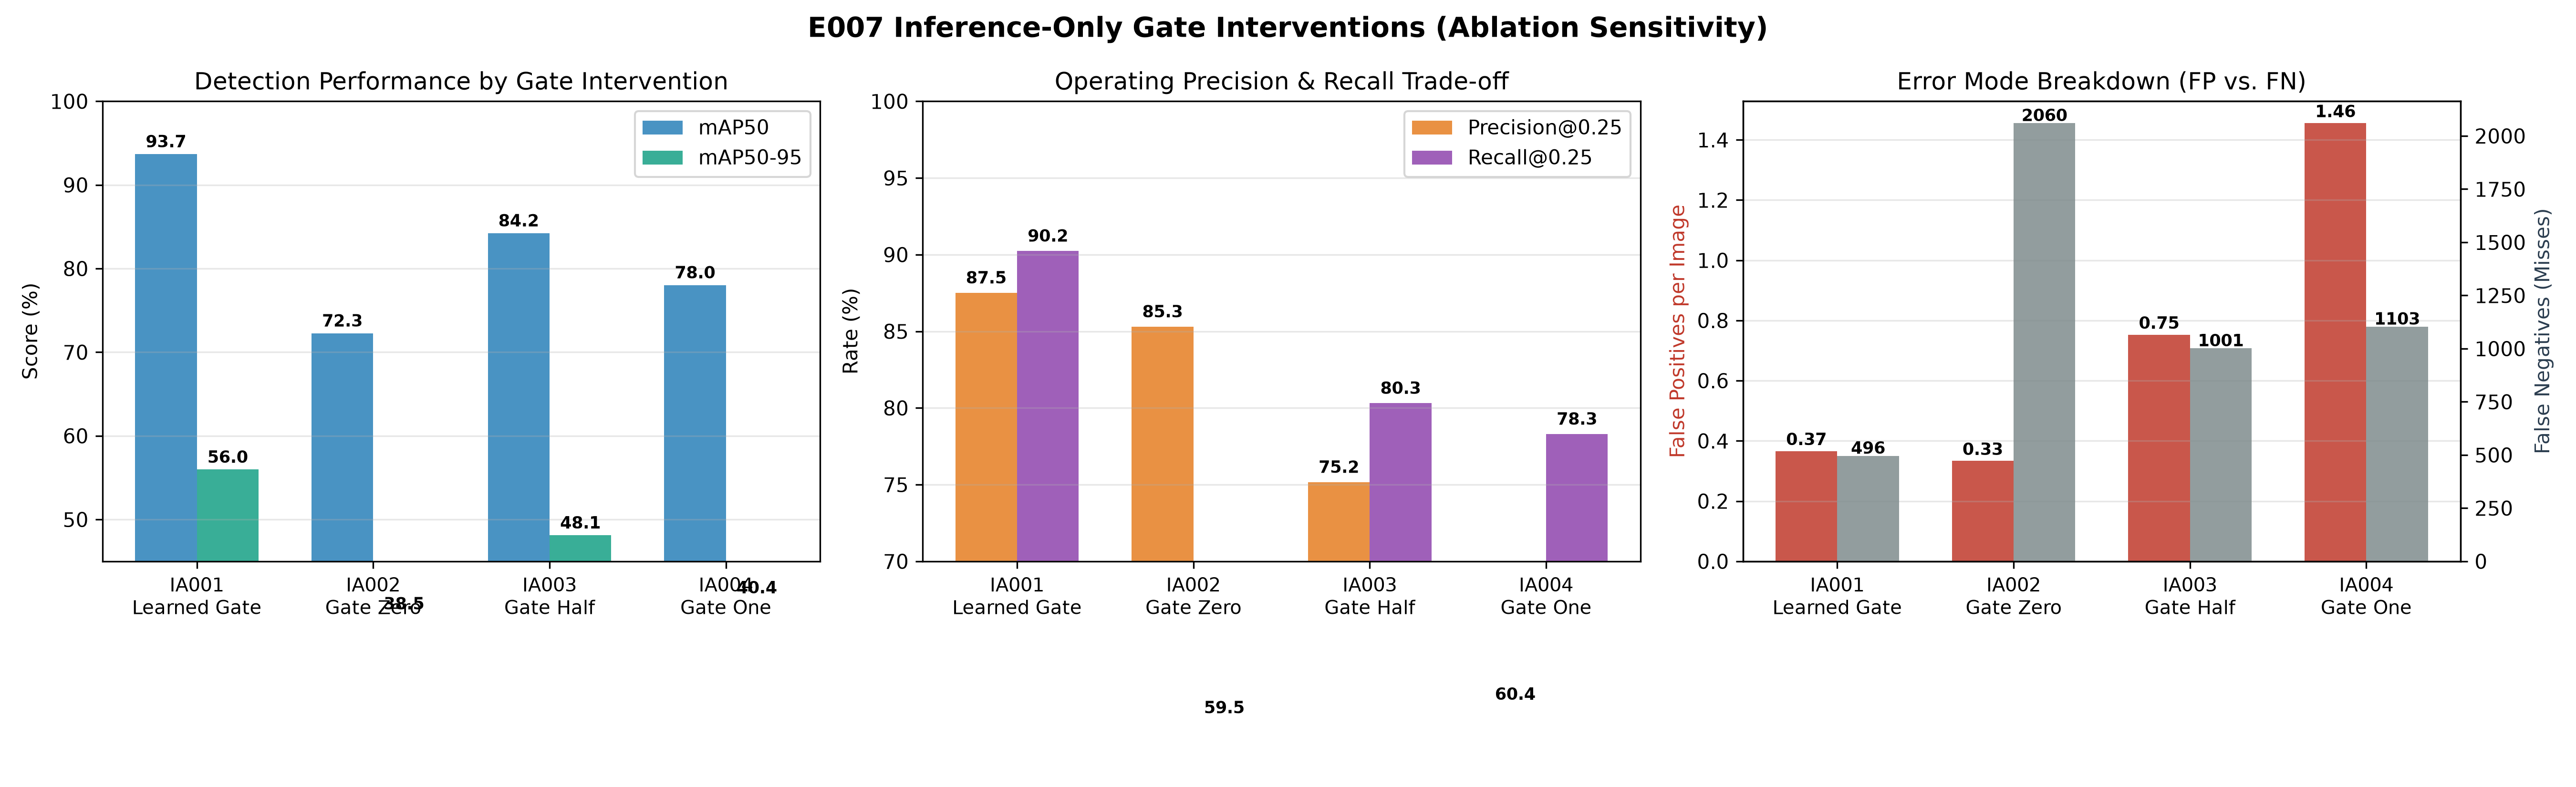 E007 Inference-Only Gate Interventions (Ablation Sensitivity)
Detection Performance by Gate Intervention
Score (%)
100
90
80
70
60
50
mAP50
mAP50-95
93.7
56.0
72.3
38.5
84.2
48.1
78.0
40.4
IA001
Learned Gate
IA002
Gate Zero
IA003
Gate Half
IA004
Gate One
Operating Precision & Recall Trade-off
Rate (%)
100
95
90
85
80
75
70
Precision@0.25
Recall@0.25
87.5
90.2
85.3
59.5
75.2
80.3
60.4
78.3
IA001
Learned Gate
IA002
Gate Zero
IA003
Gate Half
IA004
Gate One
Error Mode Breakdown (FP vs. FN)
False Positives per Image
1.4
1.2
1.0
0.8
0.6
0.4
0.2
0.0
0.37
496
0.33
2060
0.75
1001
1.46
1103
IA001
Learned Gate
IA002
Gate Zero
IA003
Gate Half
IA004
Gate One
2000
1750
1500
1250
1000
750
500
250
0
False Negatives (Misses)